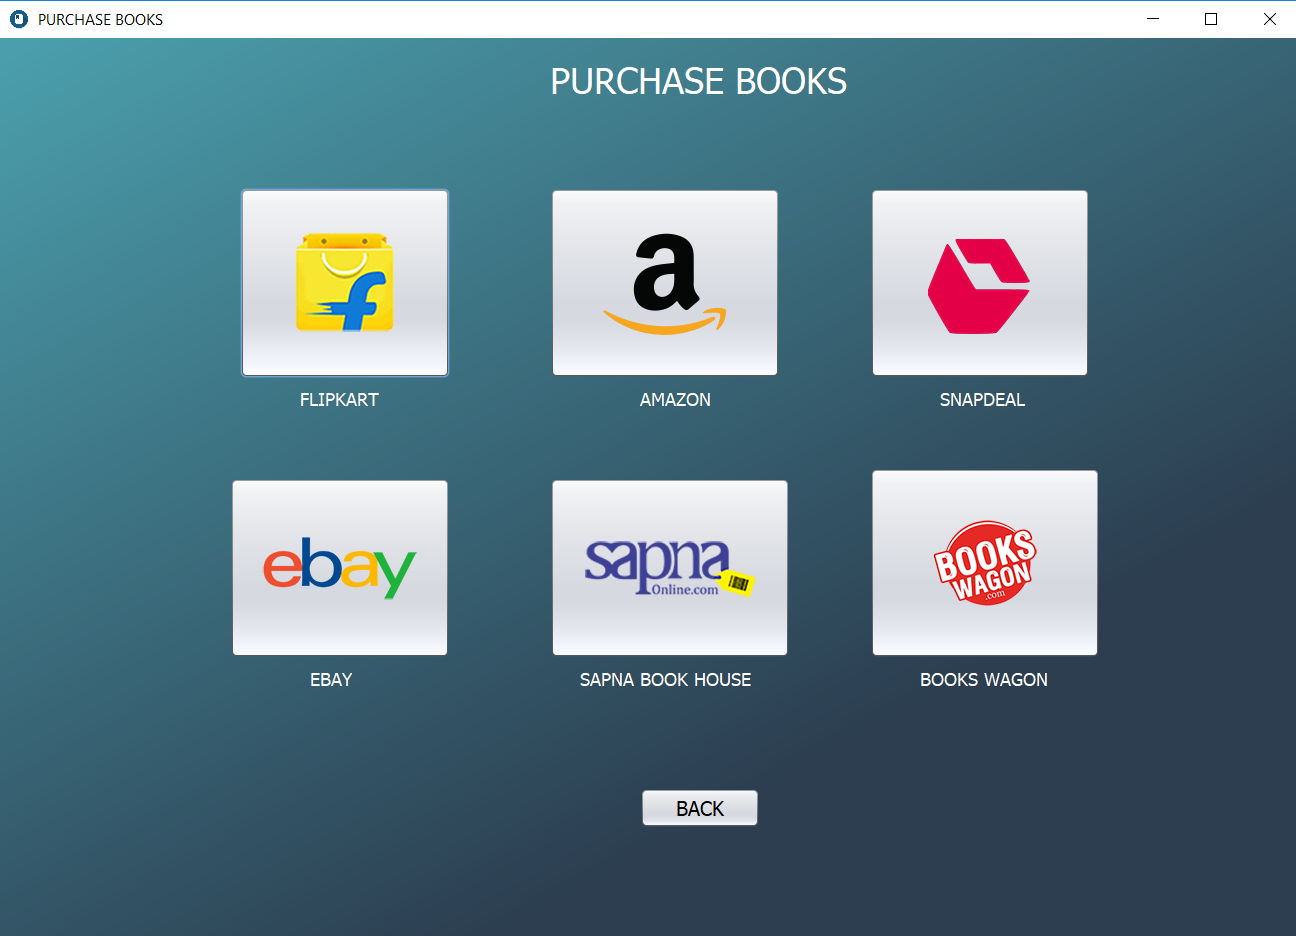 PURCHASE BOOKS
PURCHASE BOOKS
f
a
FLIPKART
AMAZON
SNAPDEAL
ebay
sapna
Online.com
BOOKS
WAGON
.com
EBAY
SAPNA BOOK HOUSE
BOOKS WAGON
BACK